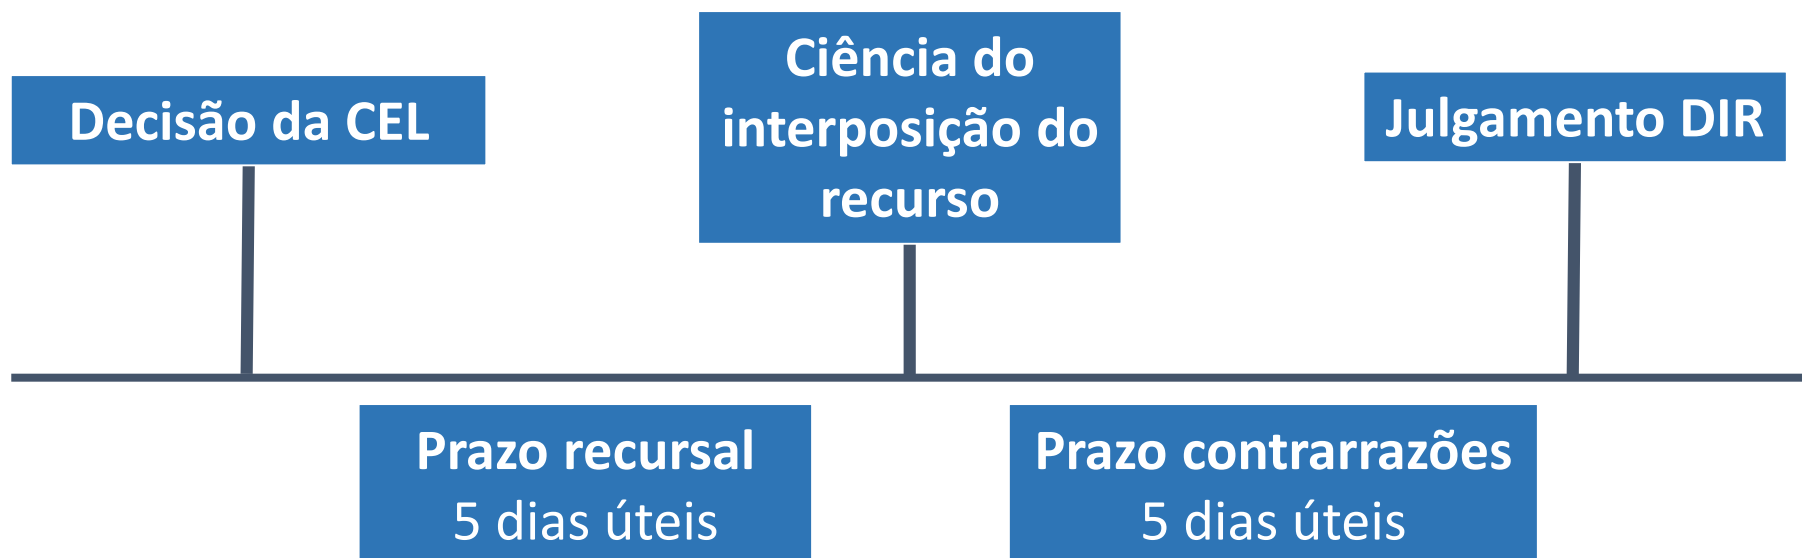 Decisão da CEL
Ciência do
interposição do
recurso
Julgamento DIR
Prazo recursal
5 dias úteis
Prazo contrarrazões
5 dias úteis